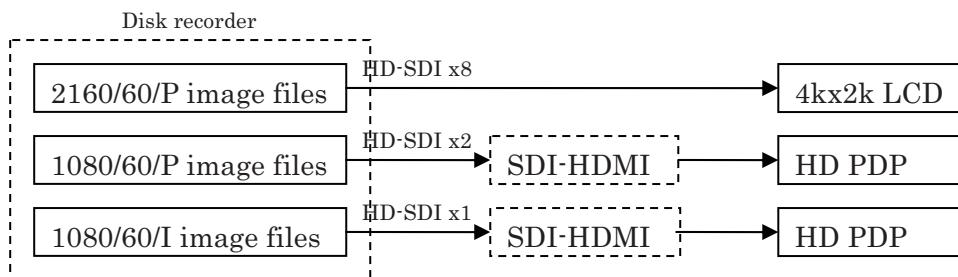 Disk recorder
HD-SDI x8
2160/60/P image files
4kx2k LCD
HD-SDI x2
1080/60/P image files
SDI-HDMI
HD PDP
HD-SDI x1
1080/60/I image files
SDI-HDMI
HD PDP